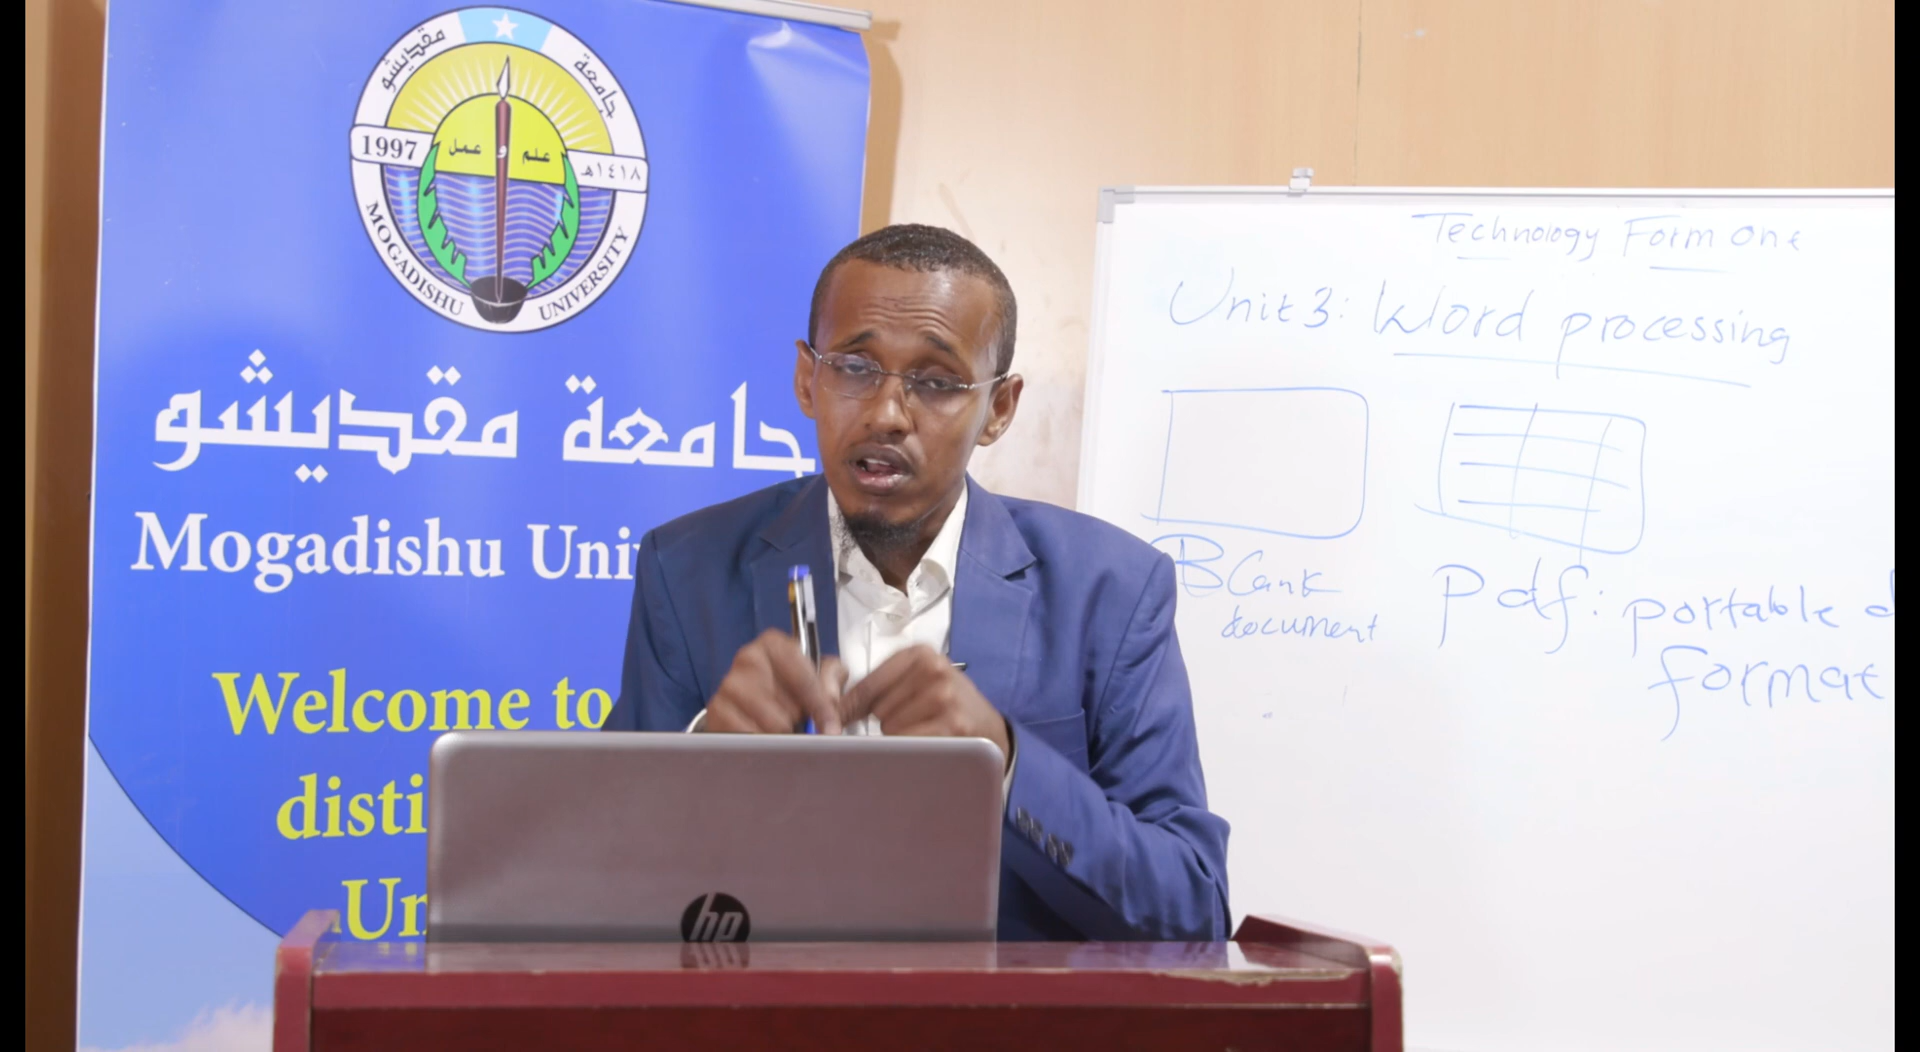 جامعة مقديشو
1997
علم و عمل
١٤١٨هـ
MOGADISHU UNIVERSITY
جامعة مقديشو
Mogadishu Uni
Welcome to
disti
Un
hp
Technology Form One
Unit 3: Word processing
Blank
document
Pdf: portable d
format